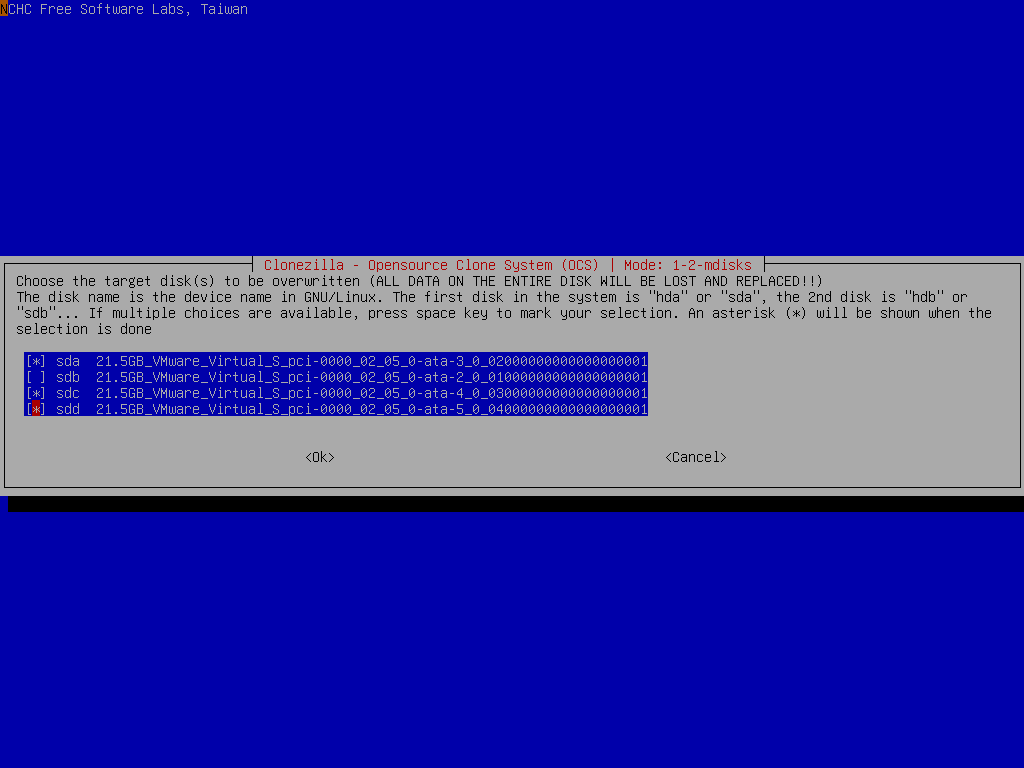 NCHC Free Software Labs, Taiwan
Clonezilla - Opensource Clone System (OCS) | Mode: 1-2-mdisks
Choose the target disk(s) to be overwritten (ALL DATA ON THE ENTIRE DISK WILL BE LOST AND REPLACED!!)
The disk name is the device name in GNU/Linux. The first disk in the system is "hda" or "sda", the 2nd disk is "hdb" or
"sdb"... If multiple choices are available, press space key to mark your selection. An asterisk (*) will be shown when the
selection is done
[*] sda  21.5GB_VMware_Virtual_S_pci-0000_02_05_0-ata-3_0_02000000000000000001
[ ] sdb  21.5GB_VMware_Virtual_S_pci-0000_02_05_0-ata-2_0_01000000000000000001
[*] sdc  21.5GB_VMware_Virtual_S_pci-0000_02_05_0-ata-4_0_03000000000000000001
[*] sdd  21.5GB_VMware_Virtual_S_pci-0000_02_05_0-ata-5_0_04000000000000000001
<Ok> <Cancel>